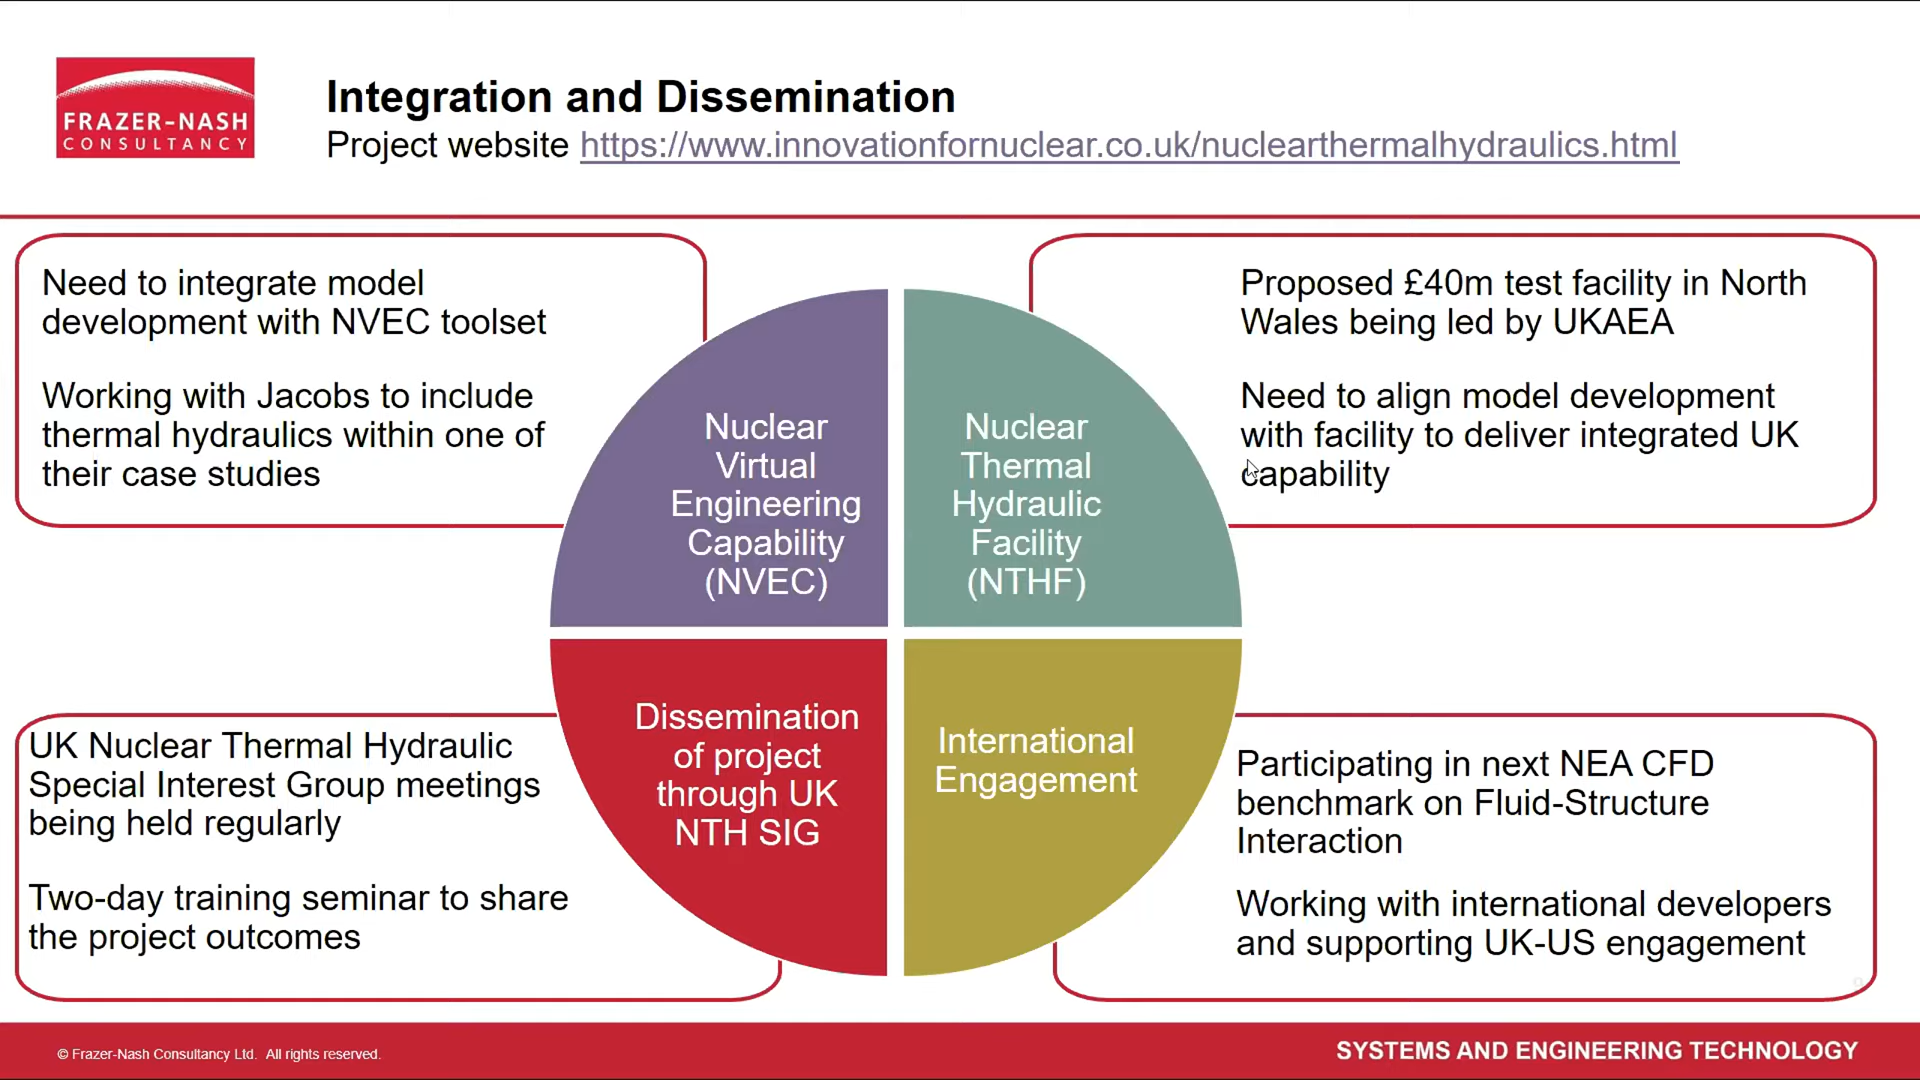 FRAZER-NASH
CONSULTANCY
Integration and Dissemination
Project website https://www.innovationfornuclear.co.uk/nuclearthermalhydraulics.html
Need to integrate model
development with NVEC toolset
Working with Jacobs to include
thermal hydraulics within one of
their case studies
Nuclear
Virtual
Engineering
Capability
(NVEC)
Nuclear
Thermal
Hydraulic
Facility
(NTHF)
Proposed £40m test facility in North
Wales being led by UKAEA
Need to align model development
with facility to deliver integrated UK
capability
UK Nuclear Thermal Hydraulic
Special Interest Group meetings
being held regularly
Two-day training seminar to share
the project outcomes
Dissemination
of project
through UK
NTH SIG
International
Engagement
Participating in next NEA CFD
benchmark on Fluid-Structure
Interaction
Working with international developers
and supporting UK-US engagement
© Frazer-Nash Consultancy Ltd. All rights reserved.
SYSTEMS AND ENGINEERING TECHNOLOGY